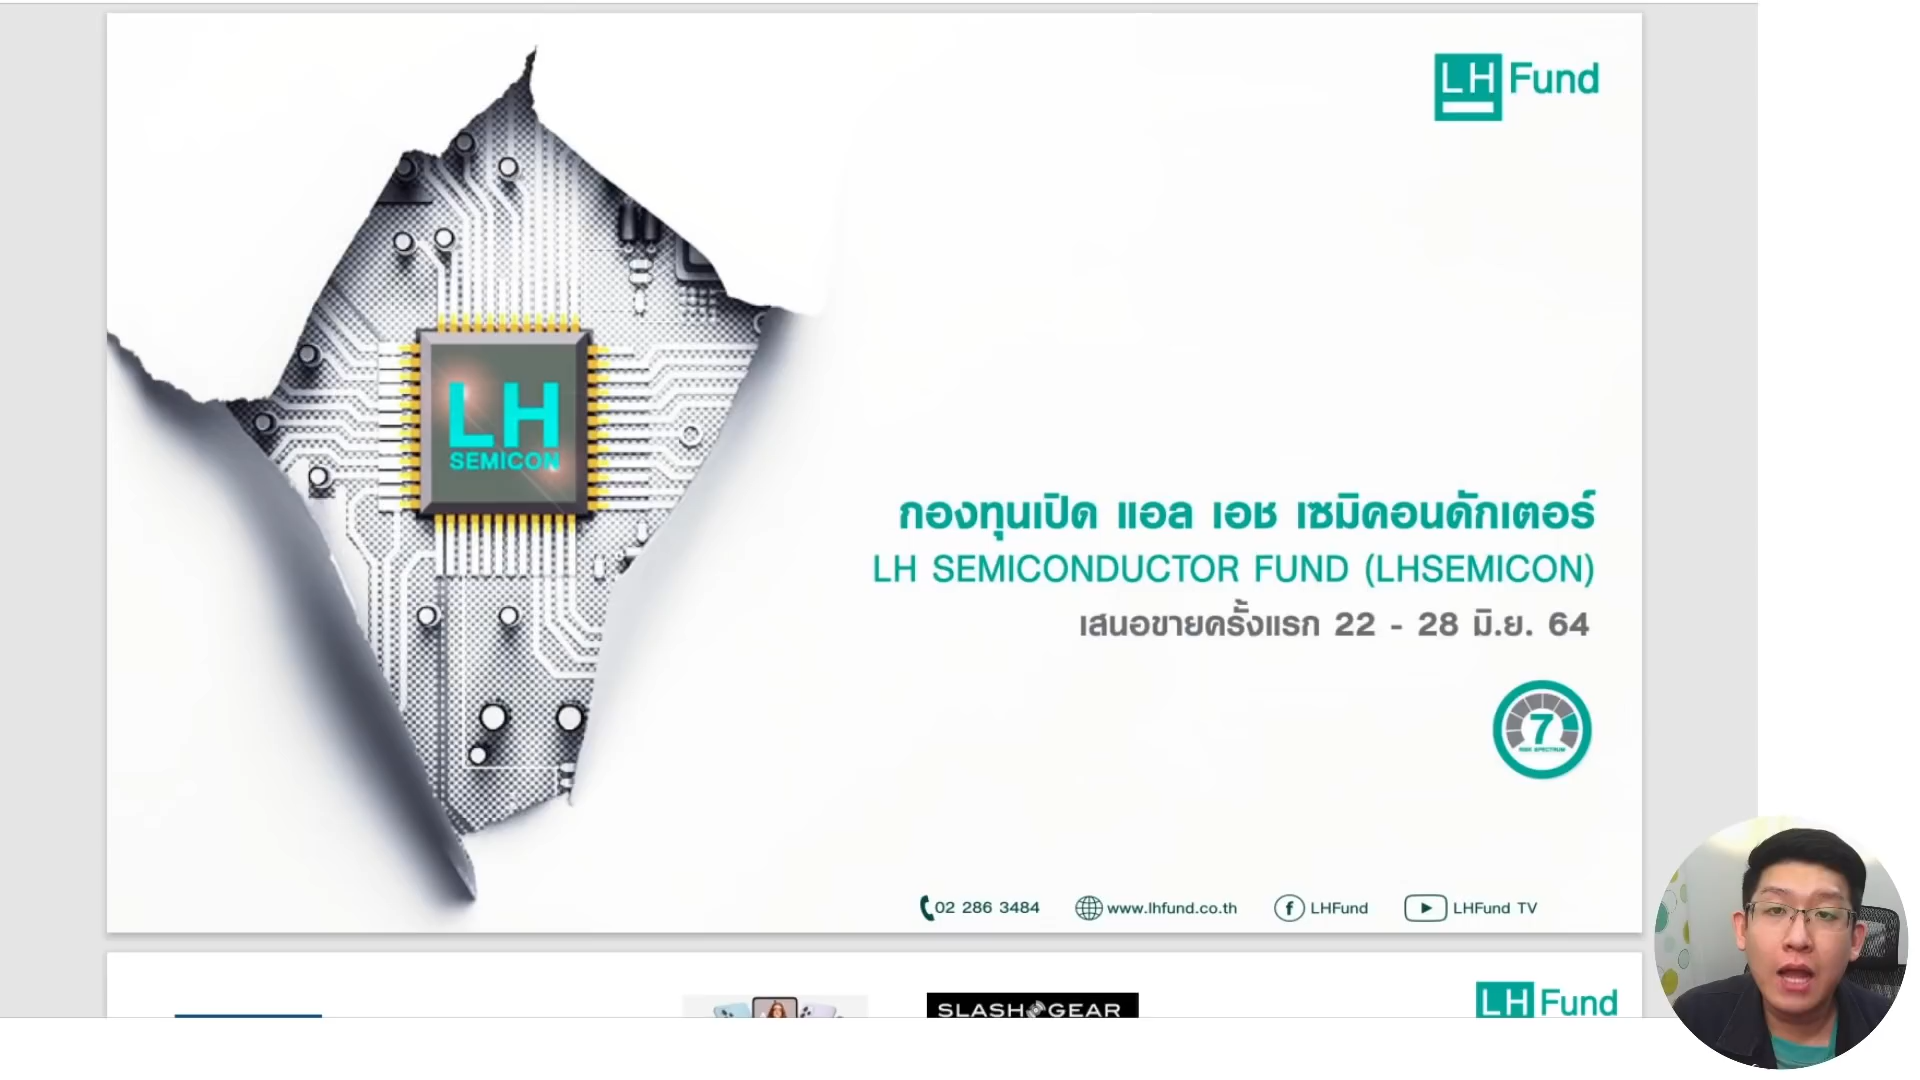 LH Fund
LH
SEMICON
กองทุนเปิด แอล เอช เซมิคอนดักเตอร์
LH SEMICONDUCTOR FUND (LHSEMICON)
เสนอขายครั้งแรก 22 - 28 มิ.ย. 64
7
RISK SPECTRUM
02 286 3484 www.lhfund.co.th LHFund LHFund TV
SLASHGEAR
LH Fund